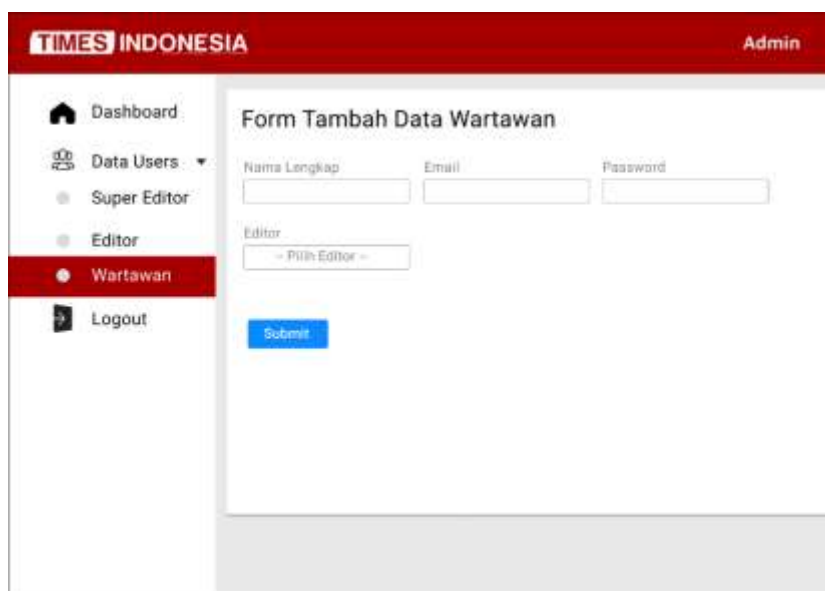 TIMES INDONESIA
Admin
Dashboard
Data Users
Super Editor
Editor
Wartawan
Logout
Form Tambah Data Wartawan
Nama Lengkap
Email
Password
Editor
-- Pilih Editor --
Submit